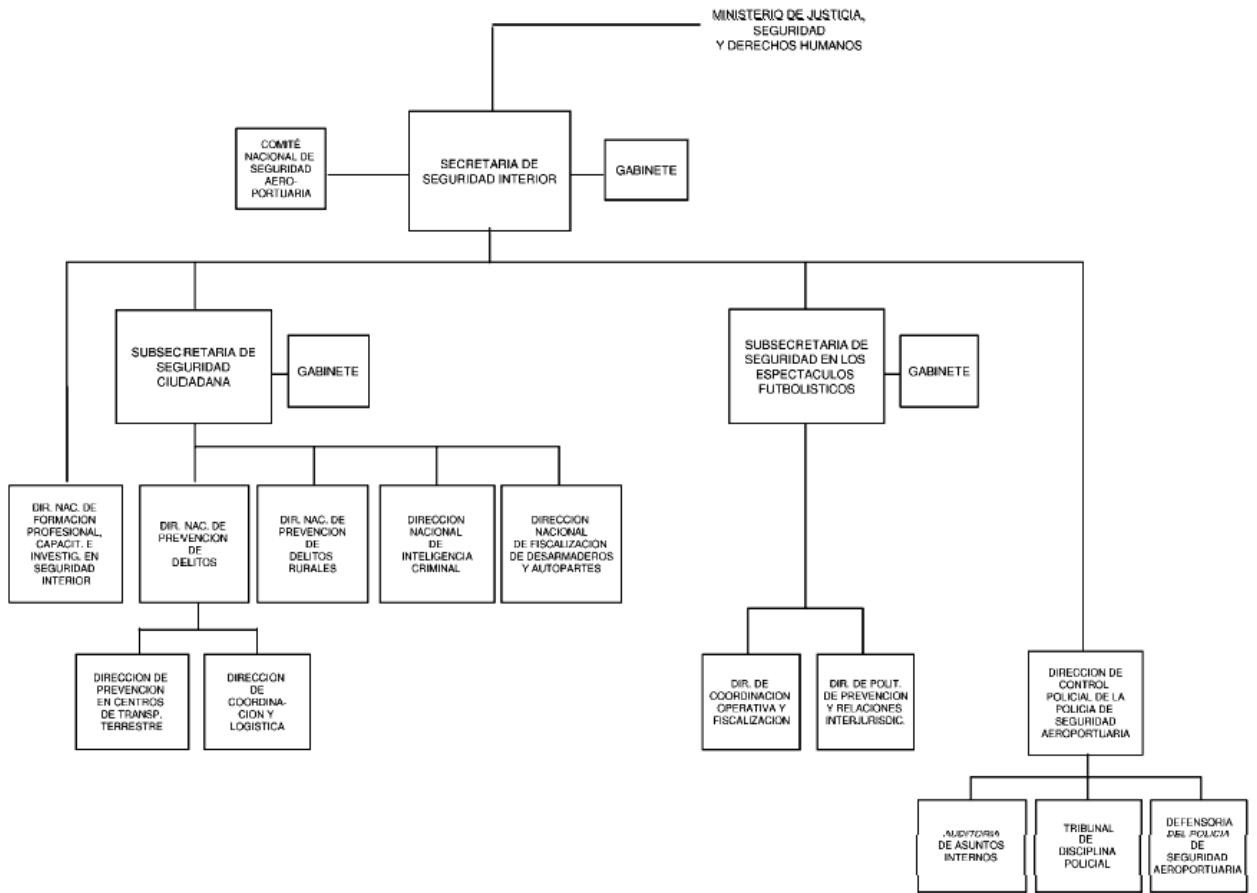 MINISTERIO DE JUSTICIA,
SEGURIDAD
Y DERECHOS HUMANOS
COMITÉ
NACIONAL DE
SEGURIDAD
AERO-
PORTUARIA
SECRETARIA DE
SEGURIDAD INTERIOR
GABINETE
SUBSECRETARIA DE
SEGURIDAD
CIUDADANA
GABINETE
SUBSECRETARIA DE
SEGURIDAD EN LOS
ESPECTACULOS
FUTBOLISTICOS
GABINETE
DIR. NAC. DE
FORMACION
PROFESIONAL,
CAPACIT. E
INVESTIG. EN
SEGURIDAD
INTERIOR
DIR. NAC. DE
PREVENCION
DE
DELITOS
DIR. NAC. DE
PREVENCION
DE
DELITOS
RURALES
DIRECCION
NACIONAL
DE
INTELIGENCIA
CRIMINAL
DIRECCION
NACIONAL
DE FISCALIZACION
DE DESARMADEROS
Y AUTOPARTES
DIRECCION DE
PREVENCION
EN CENTROS
DE TRANSP.
TERRESTRE
DIRECCION
DE
COORDINA-
CION Y
LOGISTICA
DIR. DE
COORDINACION
OPERATIVA Y
FISCALIZACION
DIR. DE POLIT.
DE PREVENCION
Y RELACIONES
INTERJURISDIC.
DIRECCION DE
CONTROL
POLICIAL DE LA
POLICIA DE
SEGURIDAD
AEROPORTUARIA
AUDITORIA
DE ASUNTOS
INTERNOS
TRIBUNAL
DE
DISCIPLINA
POLICIAL
DEFENSORIA
DEL POLICIA
DE
SEGURIDAD
AEROPORTUARIA